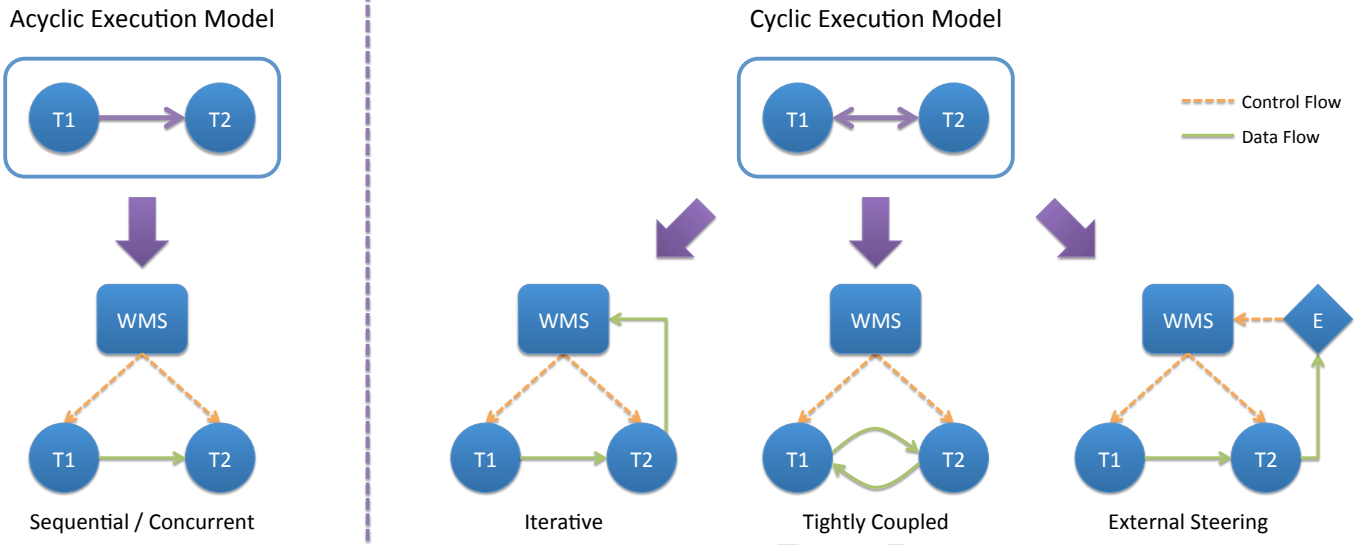 Acyclic Execution Model
Cyclic Execution Model
T1
T2
T1
T2
Control Flow
Data Flow
WMS
WMS
WMS
WMS
E
T1
T2
T1
T2
T1
T2
T1
T2
Sequential / Concurrent
Iterative
Tightly Coupled
External Steering